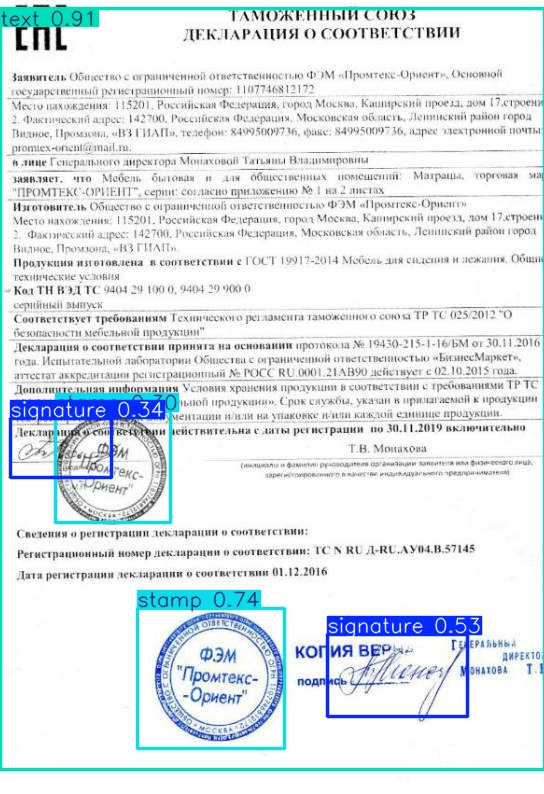 text 0.91
ЕАС
ТАМОЖЕННЫЙ СОЮЗ
ДЕКЛАРАЦИЯ О СООТВЕТСТВИИ
Заявитель Общество с ограниченной ответственностью ФЭМ «Промтекс-Ориент», Основной
государственный регистрационный номер: 1107746812172
Место нахождения: 115201, Российская Федерация, город Москва, Каширский проезд, дом 17,строени
2. Фактический адрес: 142700, Российская Федерация, Московская область, Ленинский район город
Видное, Промзона, «ВЗ ГИАП», телефон: 84995009736, факс: 84995009736, адрес электронной почты:
promtex-orient@mail.ru.
в лице Генерального директора Монаховой Татьяны Владимировны
заявляет, что Мебель бытовая и для общественных помещений: Матрацы, торговая ма
"ПРОМТЕКС-ОРИЕНТ", серии: согласно приложению № 1 на 2 листах
Изготовитель Общество с ограниченной ответственностью ФЭМ «Промтекс-Ориент»
Место нахождения: 115201, Российская Федерация, город Москва, Каширский проезд, дом 17,строен
2. Фактический адрес: 142700, Российская Федерация, Московская область, Ленинский район город
Видное, Промзона, «ВЗ ГИАП».
Продукция изготовлена в соответствии с ГОСТ 19917-2014 Мебель для сидения и лежания. Общи
технические условия
Код ТН ВЭД ТС 9404 29 100 0, 9404 29 900 0
серийный выпуск
Соответствует требованиям Технического регламента таможенного союза ТР ТС 025/2012 "О
безопасности мебельной продукции"
Декларация о соответствии принята на основании протокола № 19430-215-1-16/БМ от 30.11.2016
года. Испытательной лаборатории Общества с ограниченной ответственностью «БизнесМаркет»,
аттестат аккредитации регистрационный № РОСС RU.0001.21АВ90 действует с 02.10.2015 года.
Дополнительная информация Условия хранения продукции в соответствии с требованиями ТР ТС
льной продукции». Срок службы, указан в прилагаемой к продукции
signature 0.34
ментации и/или на упаковке и/или каждой единице продукции.
Декларация о соответствии действительна с даты регистрации по 30.11.2019 включительно
ФЭМ
"Промтекс-
-Ориент"
МОСКВА
Т.В. Монахова
(инициалы и фамилия руководителя организации-заявителя или физического лица,
зарегистрированного в качестве индивидуального предпринимателя)
Сведения о регистрации декларации о соответствии:
Регистрационный номер декларации о соответствии: ТС N RU Д-RU.АУ04.В.57145
Дата регистрации декларации о соответствии 01.12.2016
stamp 0.74
ОБЩЕСТВО С ОГРАНИЧЕННОЙ ОТВЕТСТВЕННОСТЬЮ ОГРН 1107746812172
МОСКВА
ФЭМ
"Промтекс-
-Ориент"
signature 0.53
КОПИЯ ВЕР
подпись
ГЕНЕРАЛЬНЫ
ДИРЕКТО
МОНАХОВА Т.